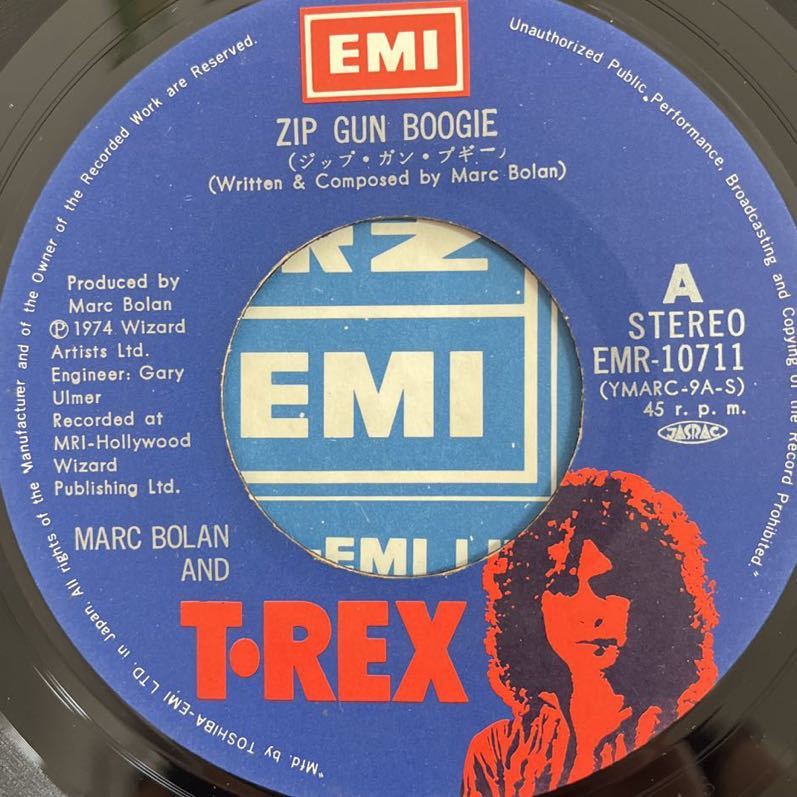 EMI
ZIP GUN BOOGIE
(ジップ・ガン・ブギー)
(Written & Composed by Marc Bolan)
Produced by
Marc Bolan
Ⓟ 1974 Wizard
Artists Ltd.
Engineer: Gary
Ulmer
Recorded at
MRI-Hollywood
Wizard
Publishing Ltd.
A
STEREO
EMR-10711
(YMARC-9A-S)
45 r. p. m.
JASRAC
RZ
EMI
EMI
MARC BOLAN
AND
T•REX
"Mfd. by TOSHIBA-EMI LTD. in Japan. All rights of the Manufacturer and of the Owner of the Recorded Work are Reserved.
Unauthorized Public Performance, Broadcasting and Copying of the Record Prohibited."